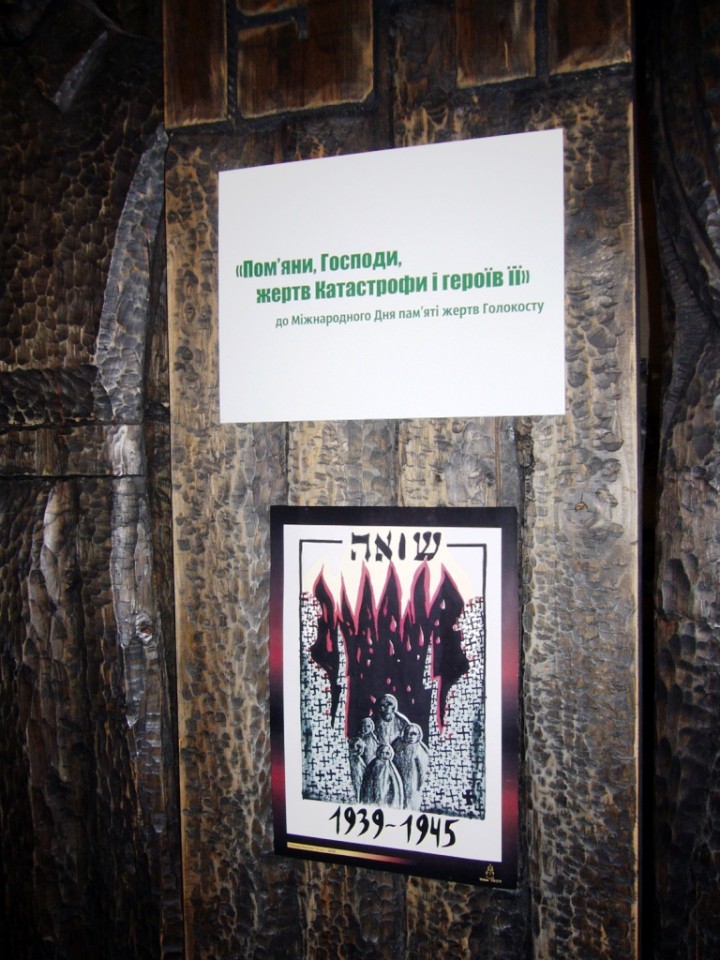 «Пом'яни, Господи,
жертв Катастрофи і героїв її»
до Міжнародного Дня пам'яті жертв Голокосту
שואה
1939-1945